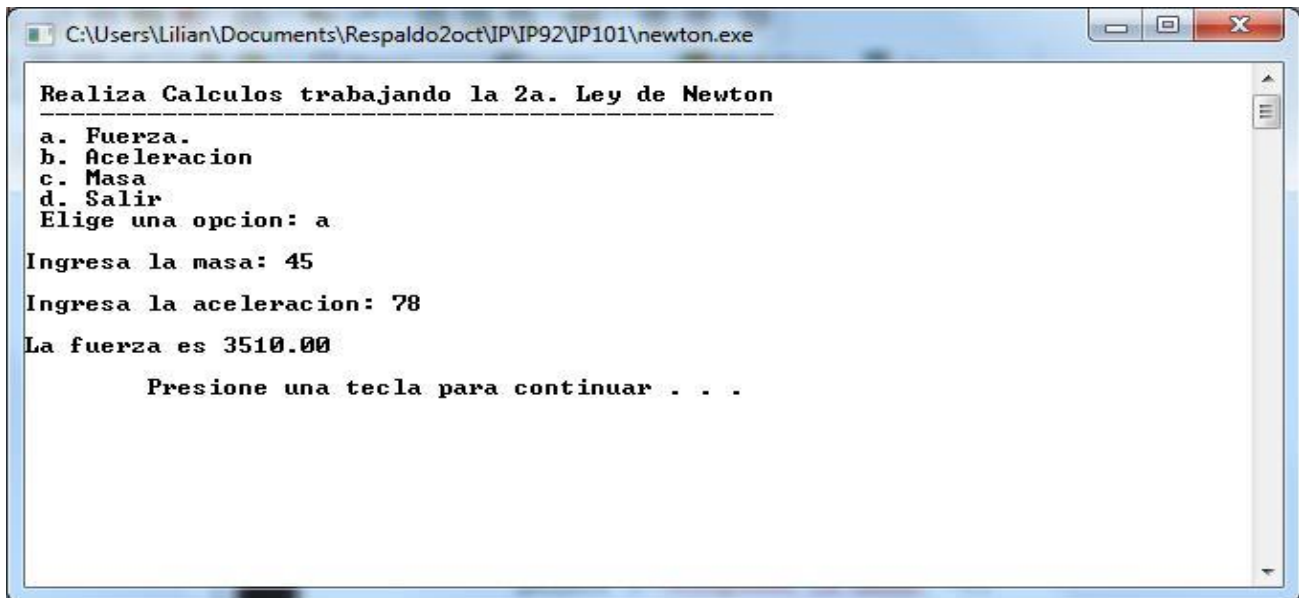 C:\Users\Lilian\Documents\Respaldo2oct\IP\IP92\IP101\newton.exe
Realiza Calculos trabajando la 2a. Ley de Newton
------------------------------------------------
a. Fuerza.
b. Aceleracion
c. Masa
d. Salir
Elige una opcion: a
Ingresa la masa: 45
Ingresa la aceleracion: 78
La fuerza es 3510.00
Presione una tecla para continuar . . .